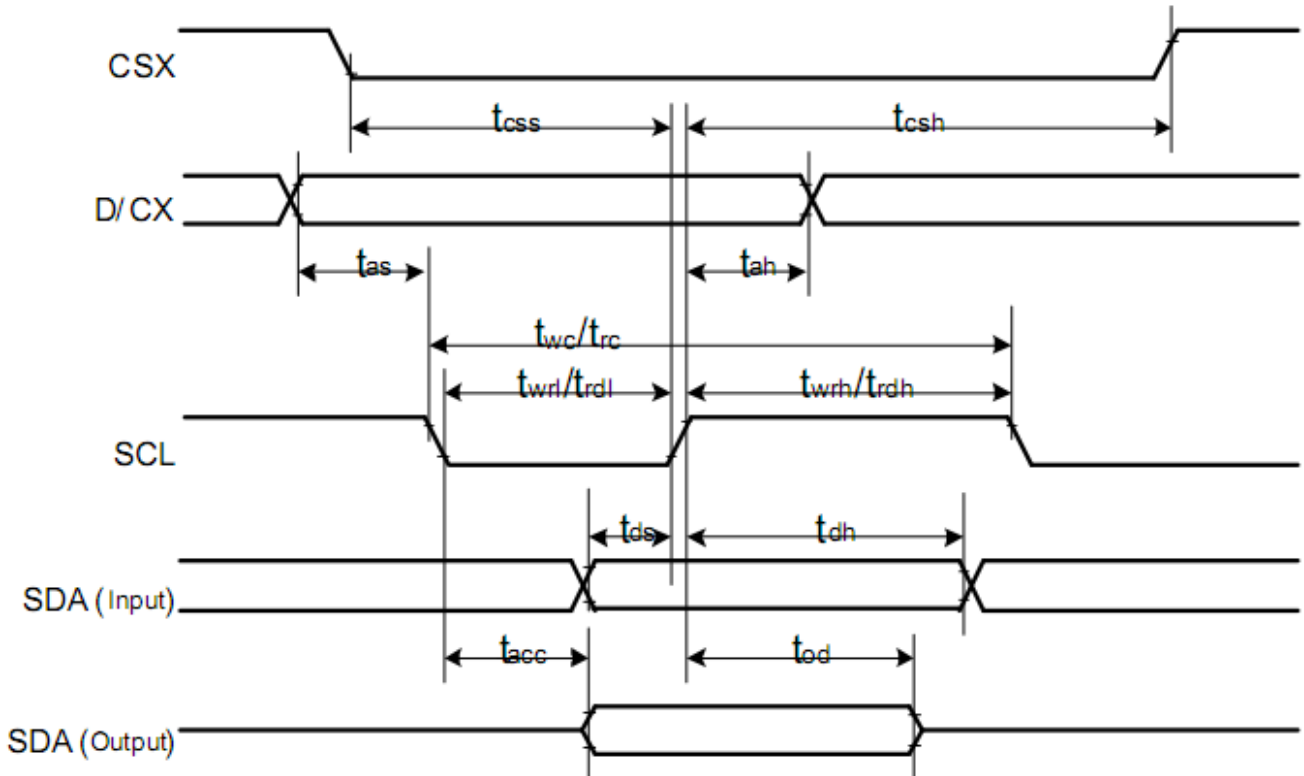 CSX
tcss tcsh
D/CX
tas tah
twc/trc
twrl/trdl twrh/trdh
SCL
tds tdh
SDA (Input)
tacc tod
SDA (Output)